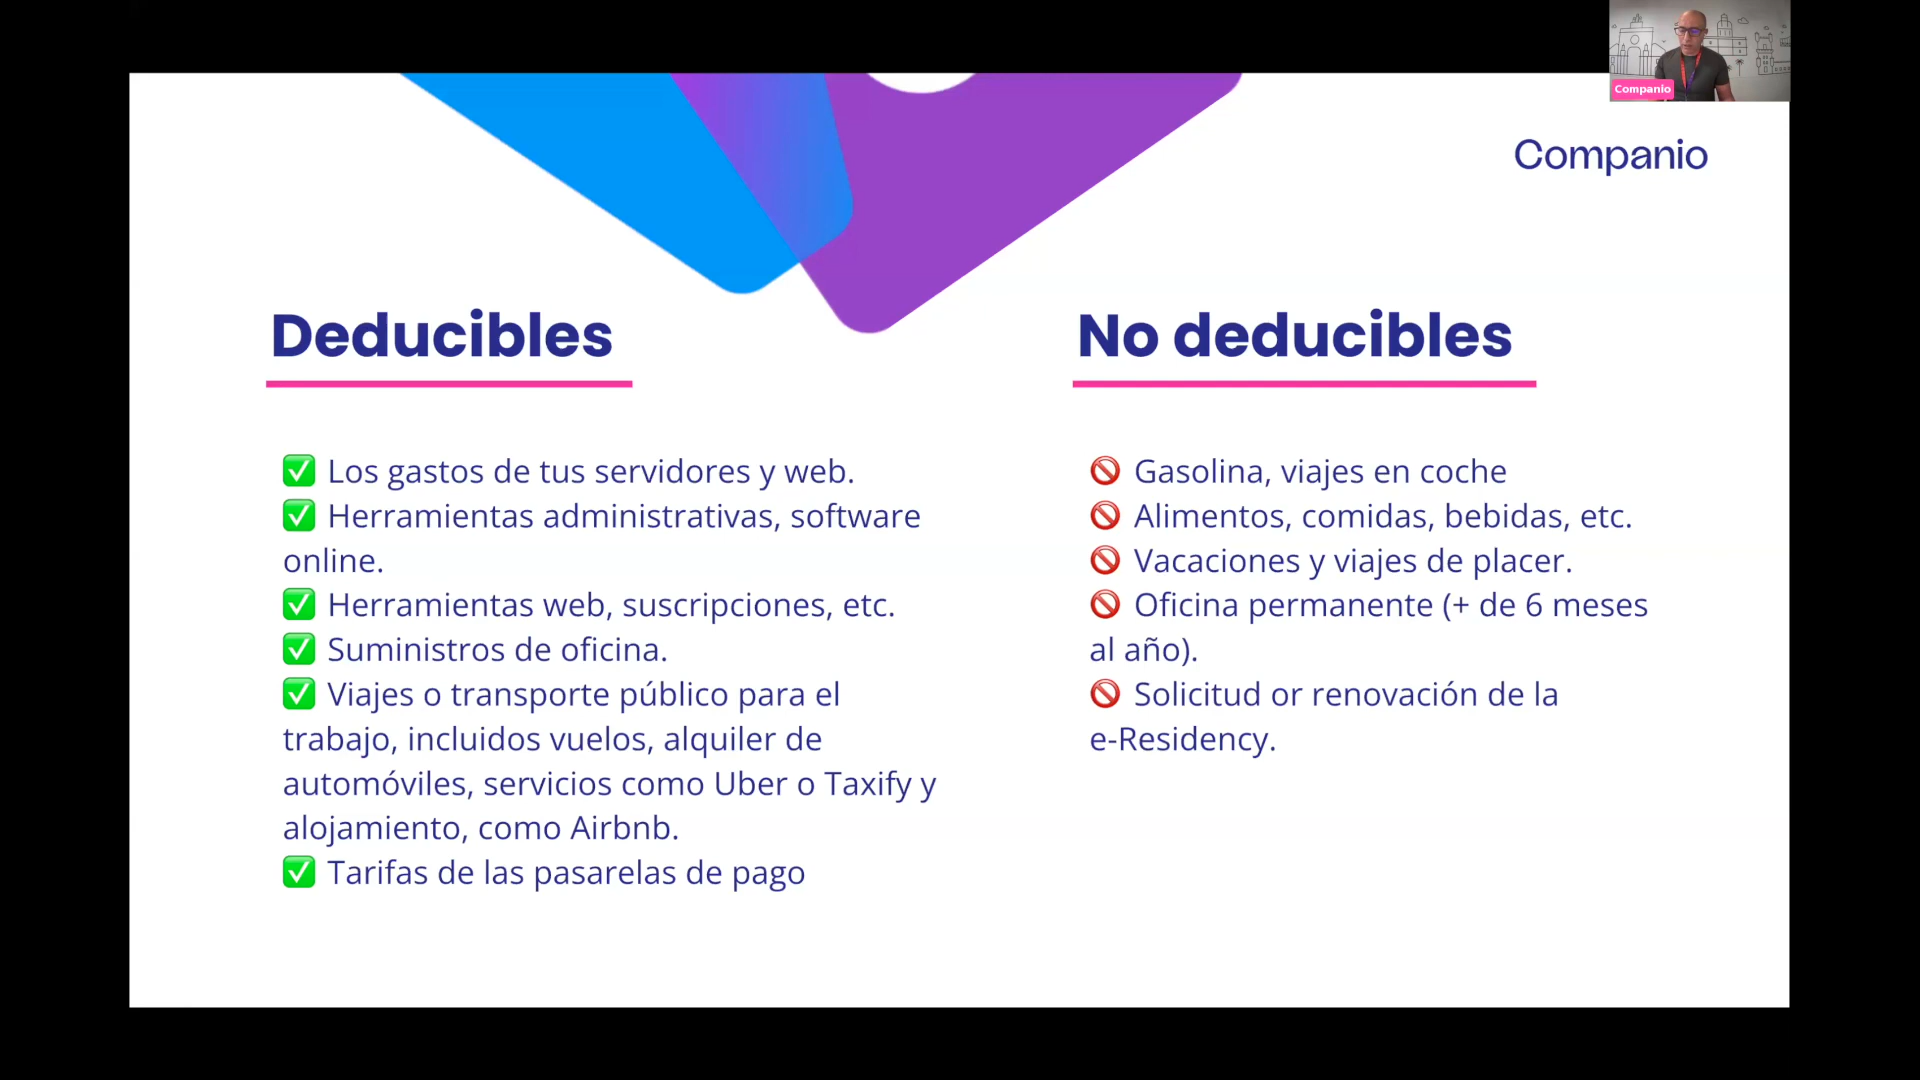 Companio
Companio
Deducibles
✅ Los gastos de tus servidores y web.
✅ Herramientas administrativas, software
online.
✅ Herramientas web, suscripciones, etc.
✅ Suministros de oficina.
✅ Viajes o transporte público para el
trabajo, incluidos vuelos, alquiler de
automóviles, servicios como Uber o Taxify y
alojamiento, como Airbnb.
✅ Tarifas de las pasarelas de pago
No deducibles
🚫 Gasolina, viajes en coche
🚫 Alimentos, comidas, bebidas, etc.
🚫 Vacaciones y viajes de placer.
🚫 Oficina permanente (+ de 6 meses
al año).
🚫 Solicitud or renovación de la
e-Residency.